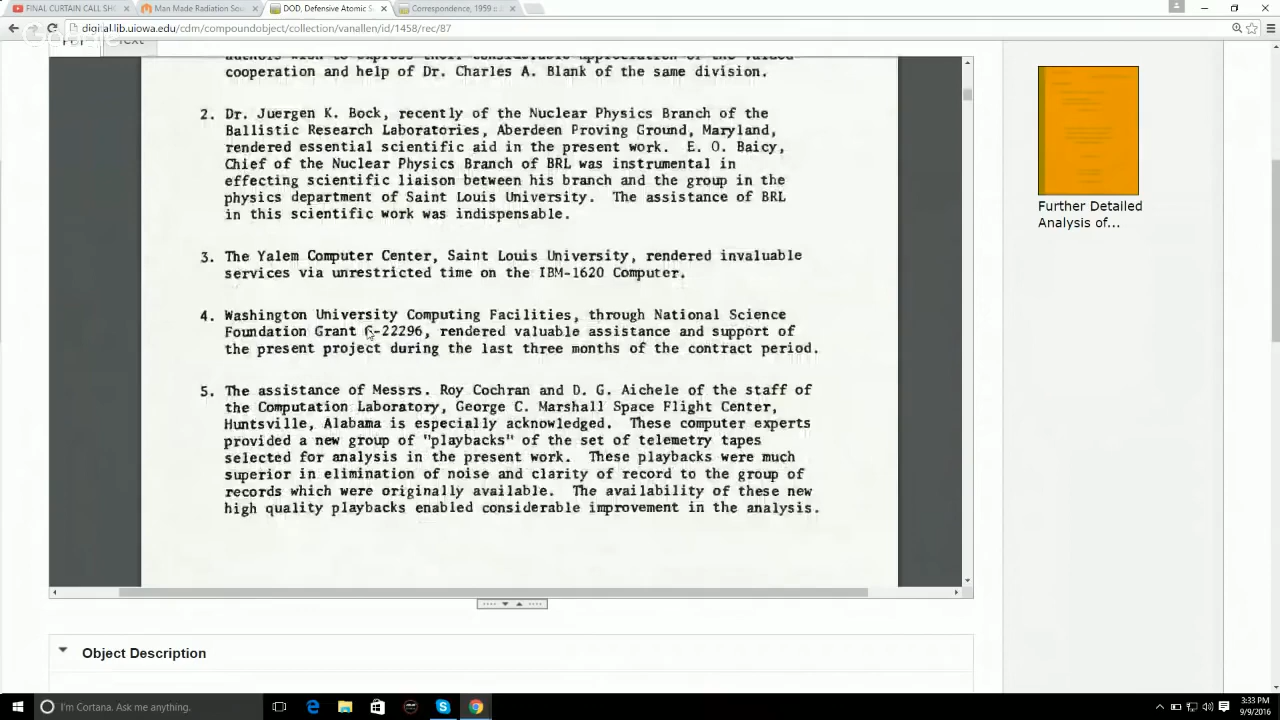 FINAL CURTAIN CALL SH
Man Made Radiation Sou
DOD, Defensive Atomic S
Correspondence, 1959 c
digital.lib.uiowa.edu/cdm/compoundobject/collection/vanallen/id/1458/rec/87
Text
cooperation and help of Dr. Charles A. Blank of the same division.
2. Dr. Juergen K. Bock, recently of the Nuclear Physics Branch of the
Ballistic Research Laboratories, Aberdeen Proving Ground, Maryland,
rendered essential scientific aid in the present work. E. O. Baicy,
Chief of the Nuclear Physics Branch of BRL was instrumental in
effecting scientific liaison between his branch and the group in the
physics department of Saint Louis University. The assistance of BRL
in this scientific work was indispensable.
3. The Yalem Computer Center, Saint Louis University, rendered invaluable
services via unrestricted time on the IBM-1620 Computer.
4. Washington University Computing Facilities, through National Science
Foundation Grant G-22296, rendered valuable assistance and support of
the present project during the last three months of the contract period.
5. The assistance of Messrs. Roy Cochran and D. G. Aichele of the staff of
the Computation Laboratory, George C. Marshall Space Flight Center,
Huntsville, Alabama is especially acknowledged. These computer experts
provided a new group of "playbacks" of the set of telemetry tapes
selected for analysis in the present work. These playbacks were much
superior in elimination of noise and clarity of record to the group of
records which were originally available. The availability of these new
high quality playbacks enabled considerable improvement in the analysis.
Further Detailed
Analysis of...
Object Description
I'm Cortana. Ask me anything.
3:33 PM
9/9/2016